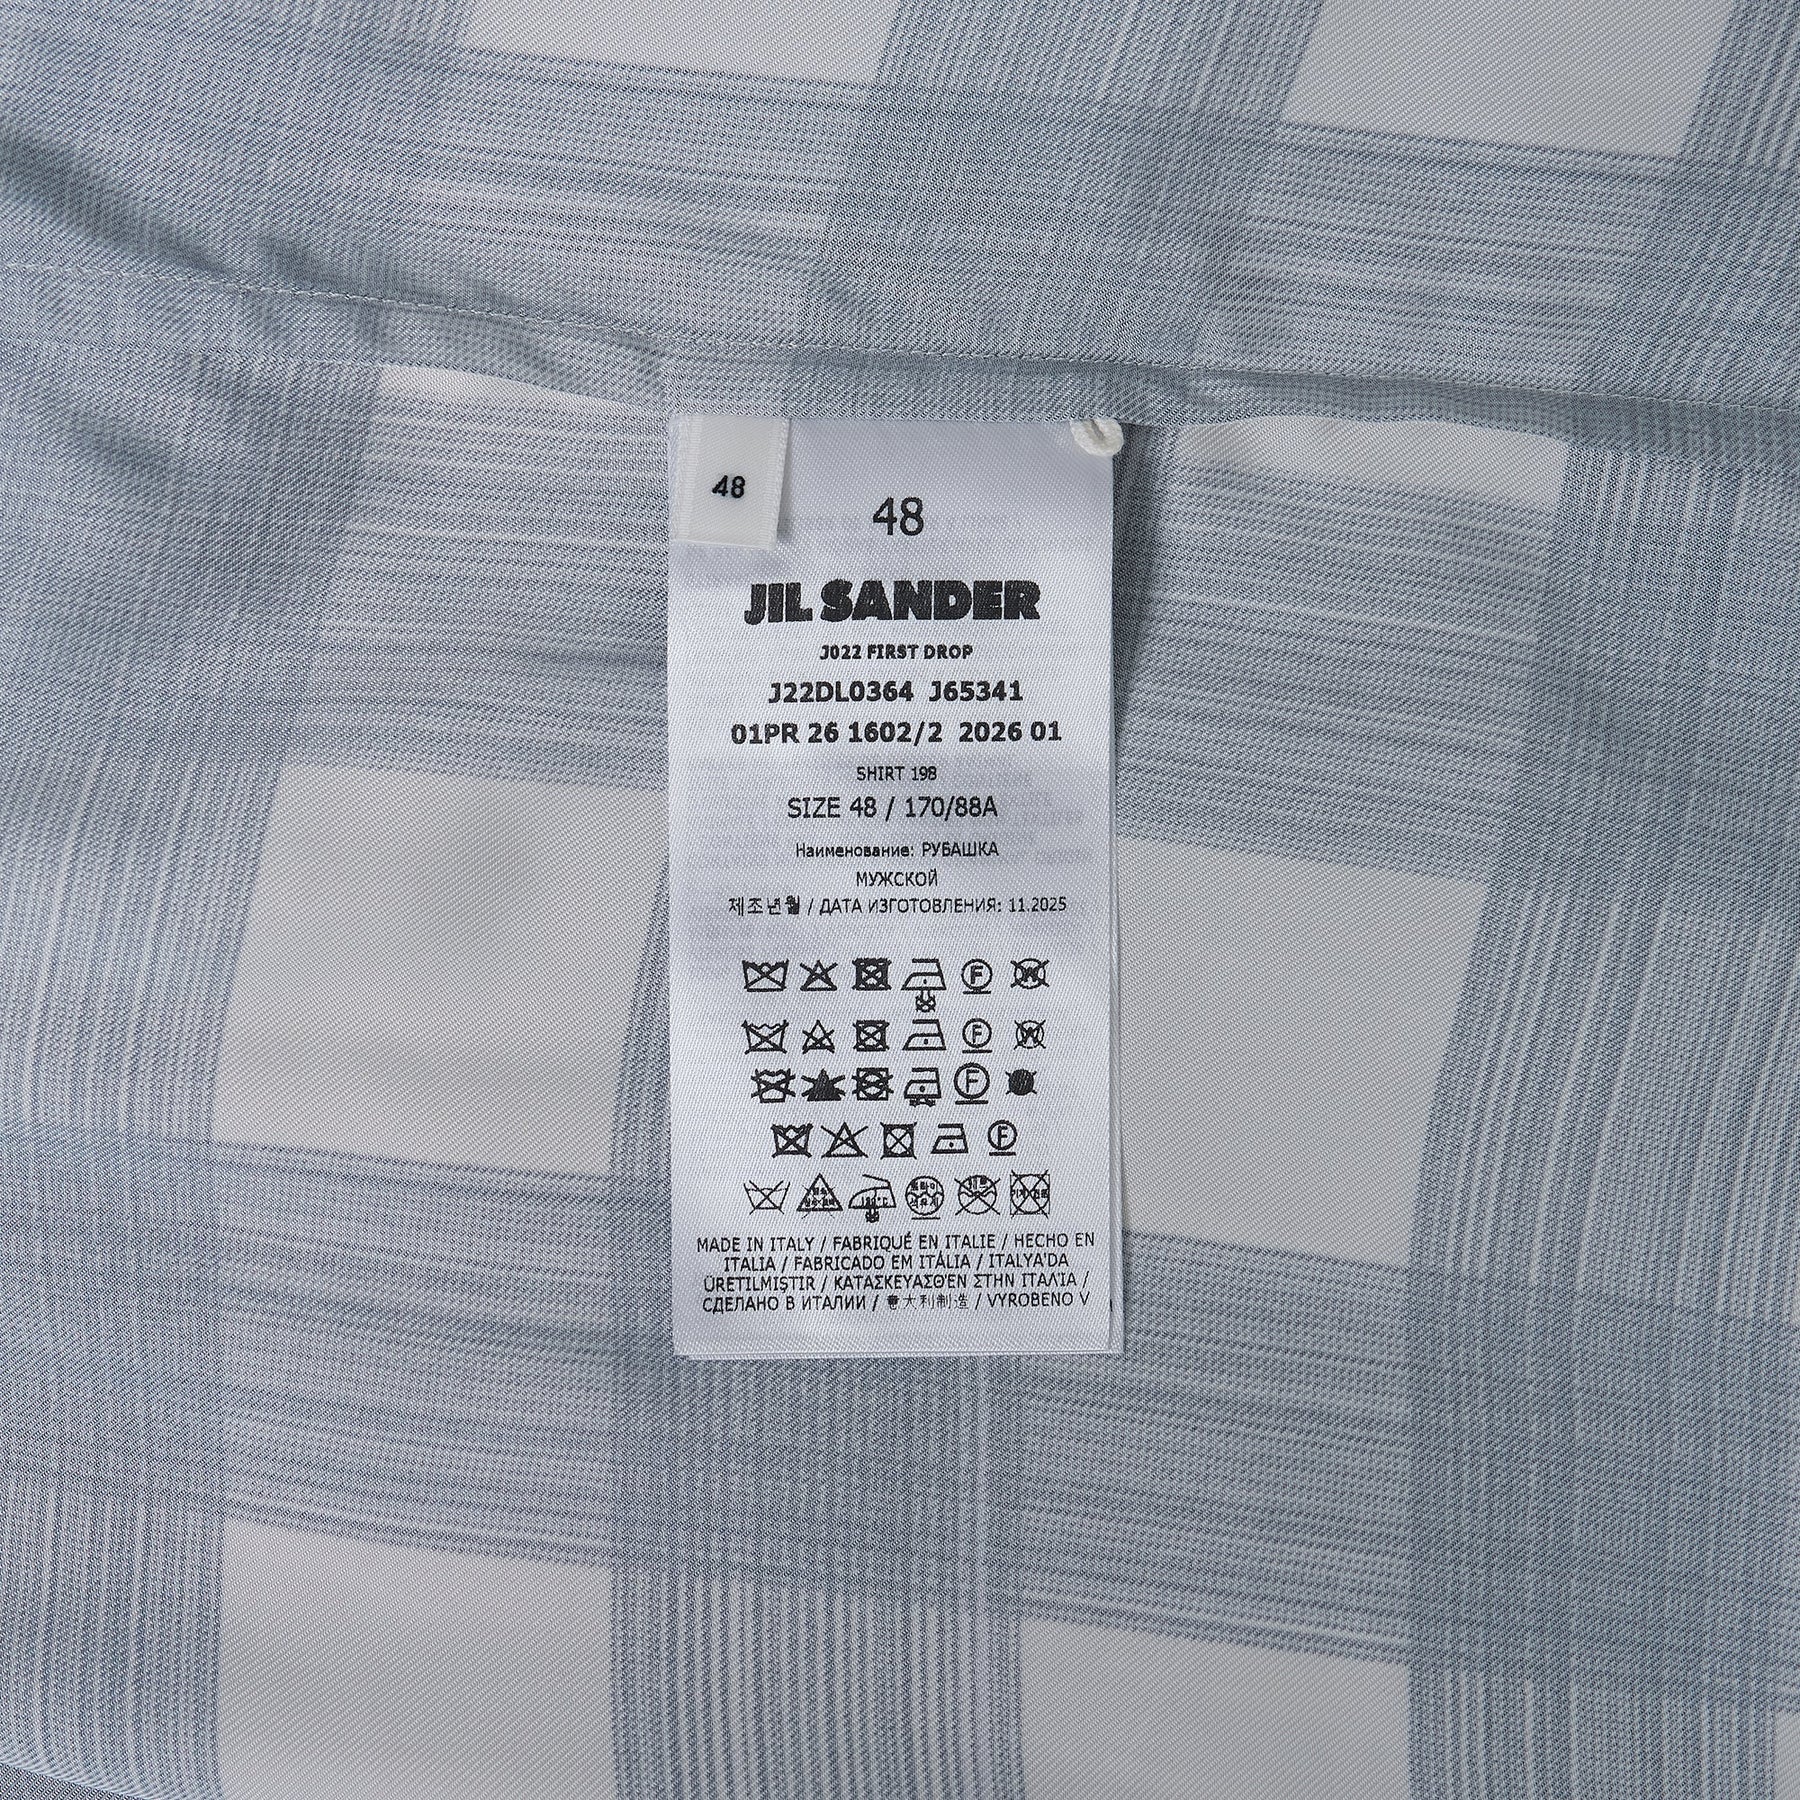 48
48
JIL SANDER
J022 FIRST DROP
J22DL0364 J65341
01PR 26 1602/2 2026 01
SHIRT 198
SIZE 48 / 170/88A
Наименование: РУБАШКА
МУЖСКОЙ
제조년월 / ДАТА ИЗГОТОВЛЕНИЯ: 11.2025
F W
F W
F
F
MADE IN ITALY / FABRIQUÉ EN ITALIE / HECHO EN
ITALIA / FABRICADO EM ITÁLIA / ITALYA'DA
ÜRETILMIŞTIR / ΚΑΤΑΣΚΕΥΑΣΘΈΝ ΣΤΗΝ ΙΤΑΛΊΑ /
СДЕЛАНО В ИТАЛИИ / 意大利制造 / VYROBENO V